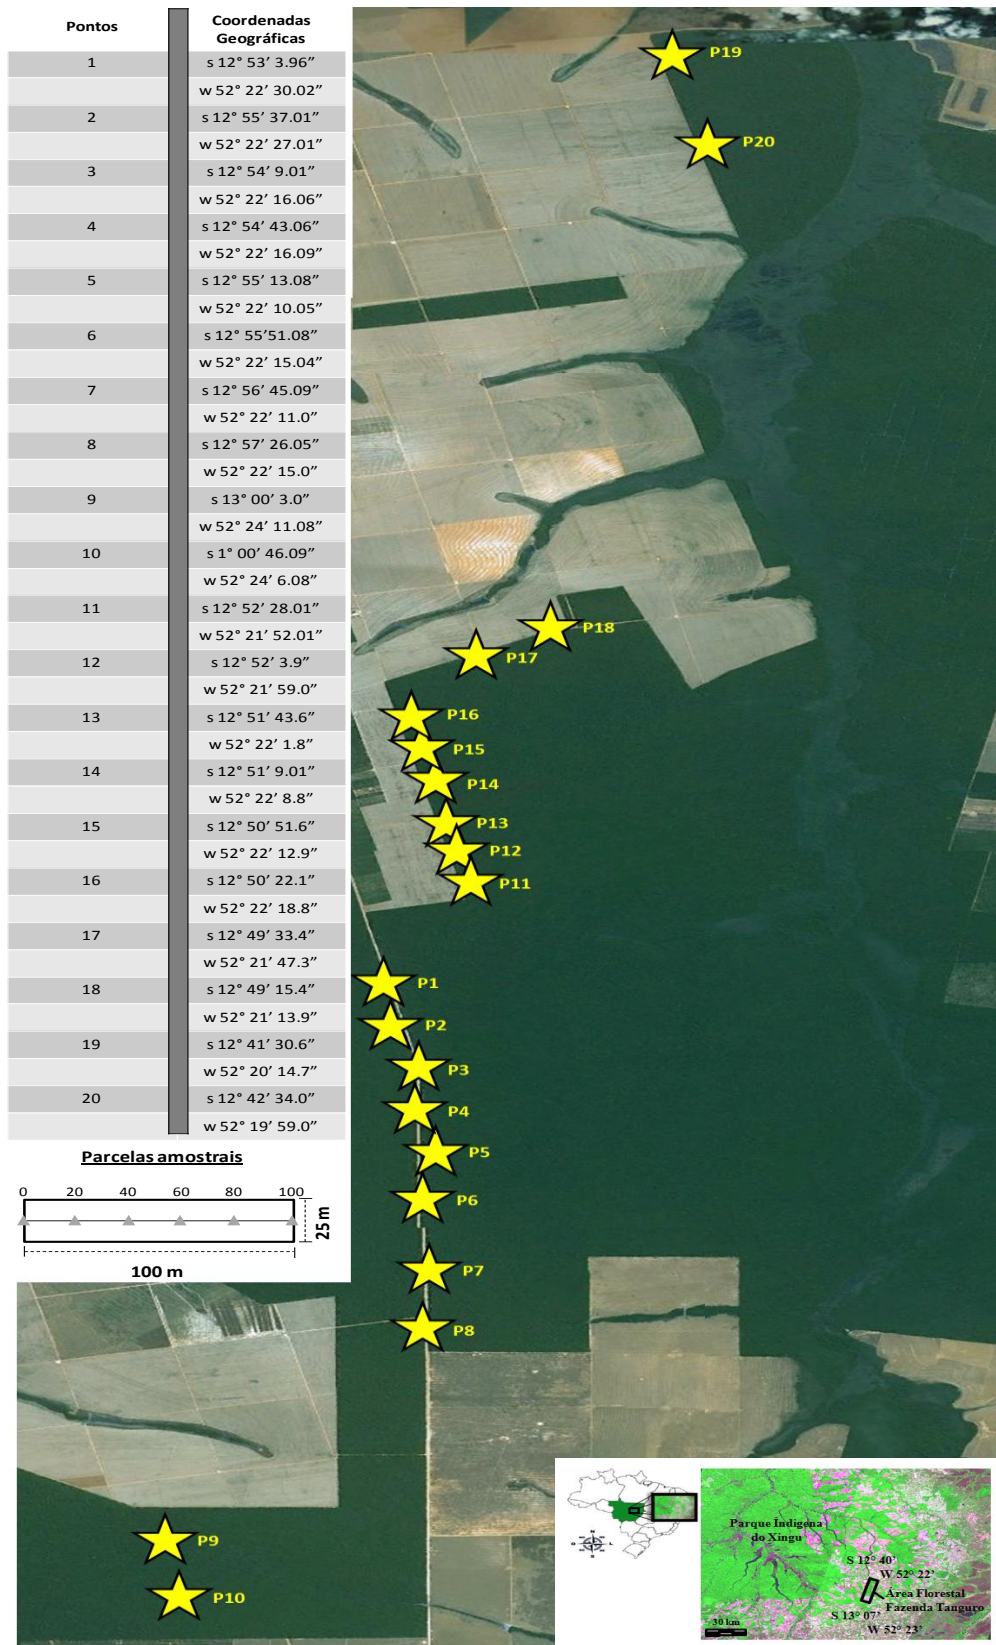 Pontos
Coordenadas
Geográficas
1
s 12° 53’ 3.96”
w 52° 22’ 30.02”
2
s 12° 55’ 37.01”
w 52° 22’ 27.01”
3
s 12° 54’ 9.01”
w 52° 22’ 16.06”
4
s 12° 54’ 43.06”
w 52° 22’ 16.09”
5
s 12° 55’ 13.08”
w 52° 22’ 10.05”
6
s 12° 55’51.08”
w 52° 22’ 15.04”
7
s 12° 56’ 45.09”
w 52° 22’ 11.0”
8
s 12° 57’ 26.05”
w 52° 22’ 15.0”
9
s 13° 00’ 3.0”
w 52° 24’ 11.08”
10
s 1° 00’ 46.09”
w 52° 24’ 6.08”
11
s 12° 52’ 28.01”
w 52° 21’ 52.01”
12
s 12° 52’ 3.9”
w 52° 21’ 59.0”
13
s 12° 51’ 43.6”
w 52° 22’ 1.8”
14
s 12° 51’ 9.01”
w 52° 22’ 8.8”
15
s 12° 50’ 51.6”
w 52° 22’ 12.9”
16
s 12° 50’ 22.1”
w 52° 22’ 18.8”
17
s 12° 49’ 33.4”
w 52° 21’ 47.3”
18
s 12° 49’ 15.4”
w 52° 21’ 13.9”
19
s 12° 41’ 30.6”
w 52° 20’ 14.7”
20
s 12° 42’ 34.0”
w 52° 19’ 59.0”
Parcelas amostrais
0 20 40 60 80 100
25 m
100 m
P19
P20
P18
P17
P16
P15
P14
P13
P12
P11
P1
P2
P3
P4
P5
P6
P7
P8
P9
P10
N
O L
S
Parque Índigena
do Xingu
S 12° 40’
W 52° 22’
Área Florestal
Fazenda Tanguro
S 13° 07’
W 52° 23’
30 km